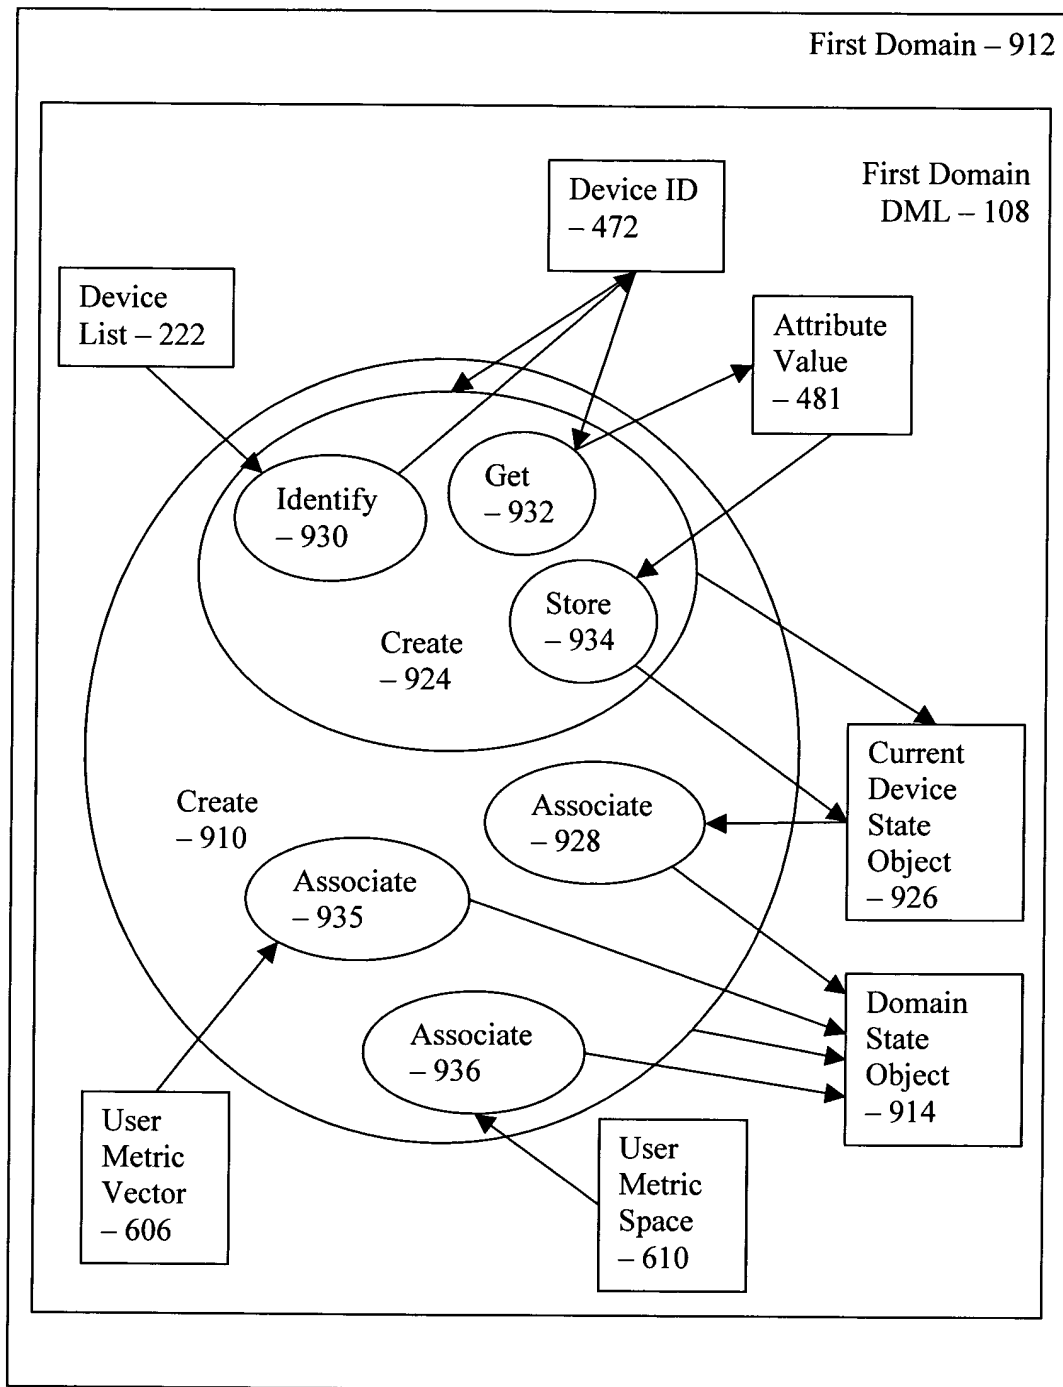 First Domain – 912
First Domain
DML – 108
Device ID
– 472
Device
List – 222
Attribute
Value
– 481
Get
– 932
Identify
– 930
Store
– 934
Create
– 924
Current
Device
State
Object
– 926
Create
– 910
Associate
– 928
Associate
– 935
Domain
State
Object
– 914
Associate
– 936
User
Metric
Vector
– 606
User
Metric
Space
– 610